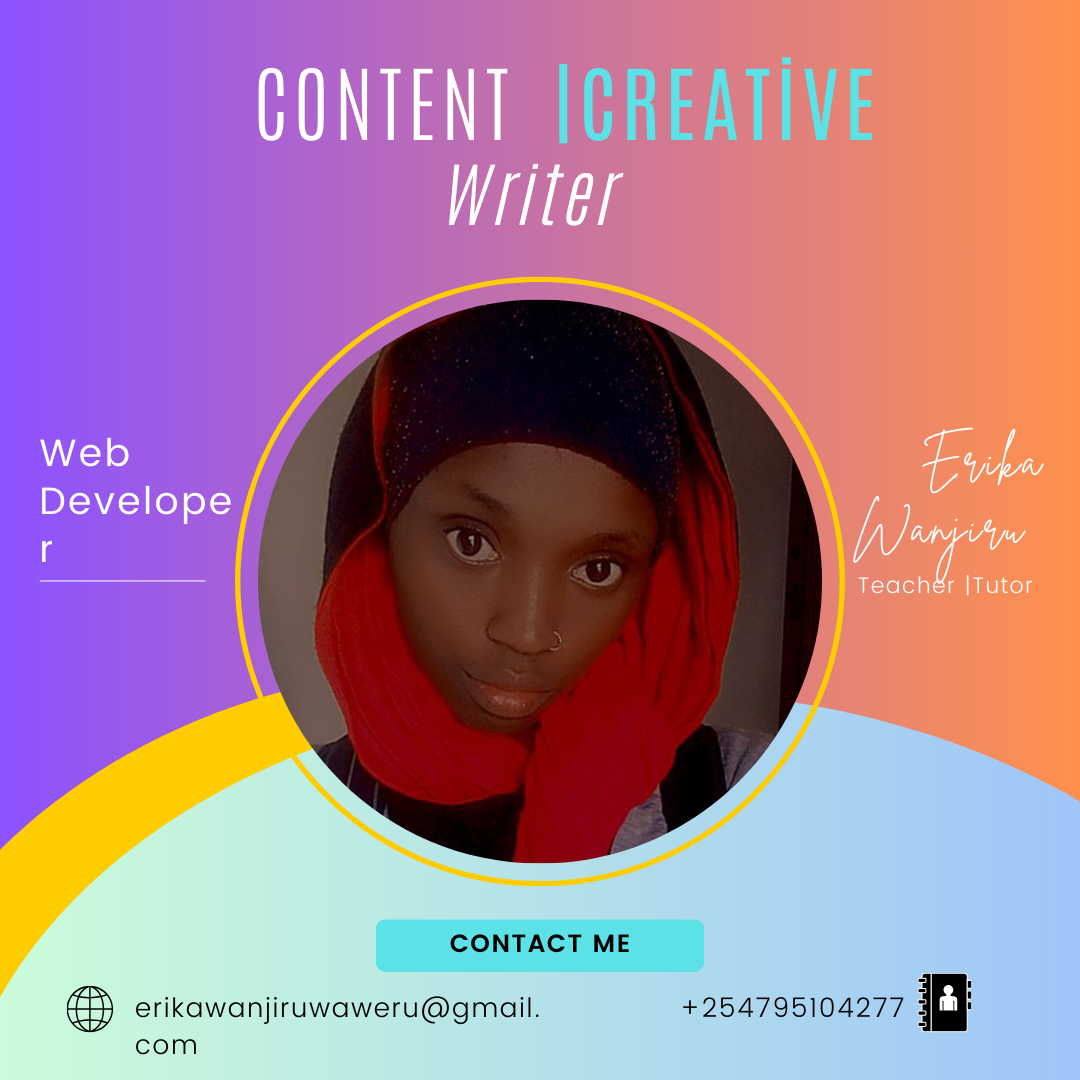 CONTENT |CREATİVE
Writer
Web
Develope
r
Erika
Wanjiru
Teacher |Tutor
CONTACT ME
erikawanjiruwaweru@gmail.
com
+254795104277